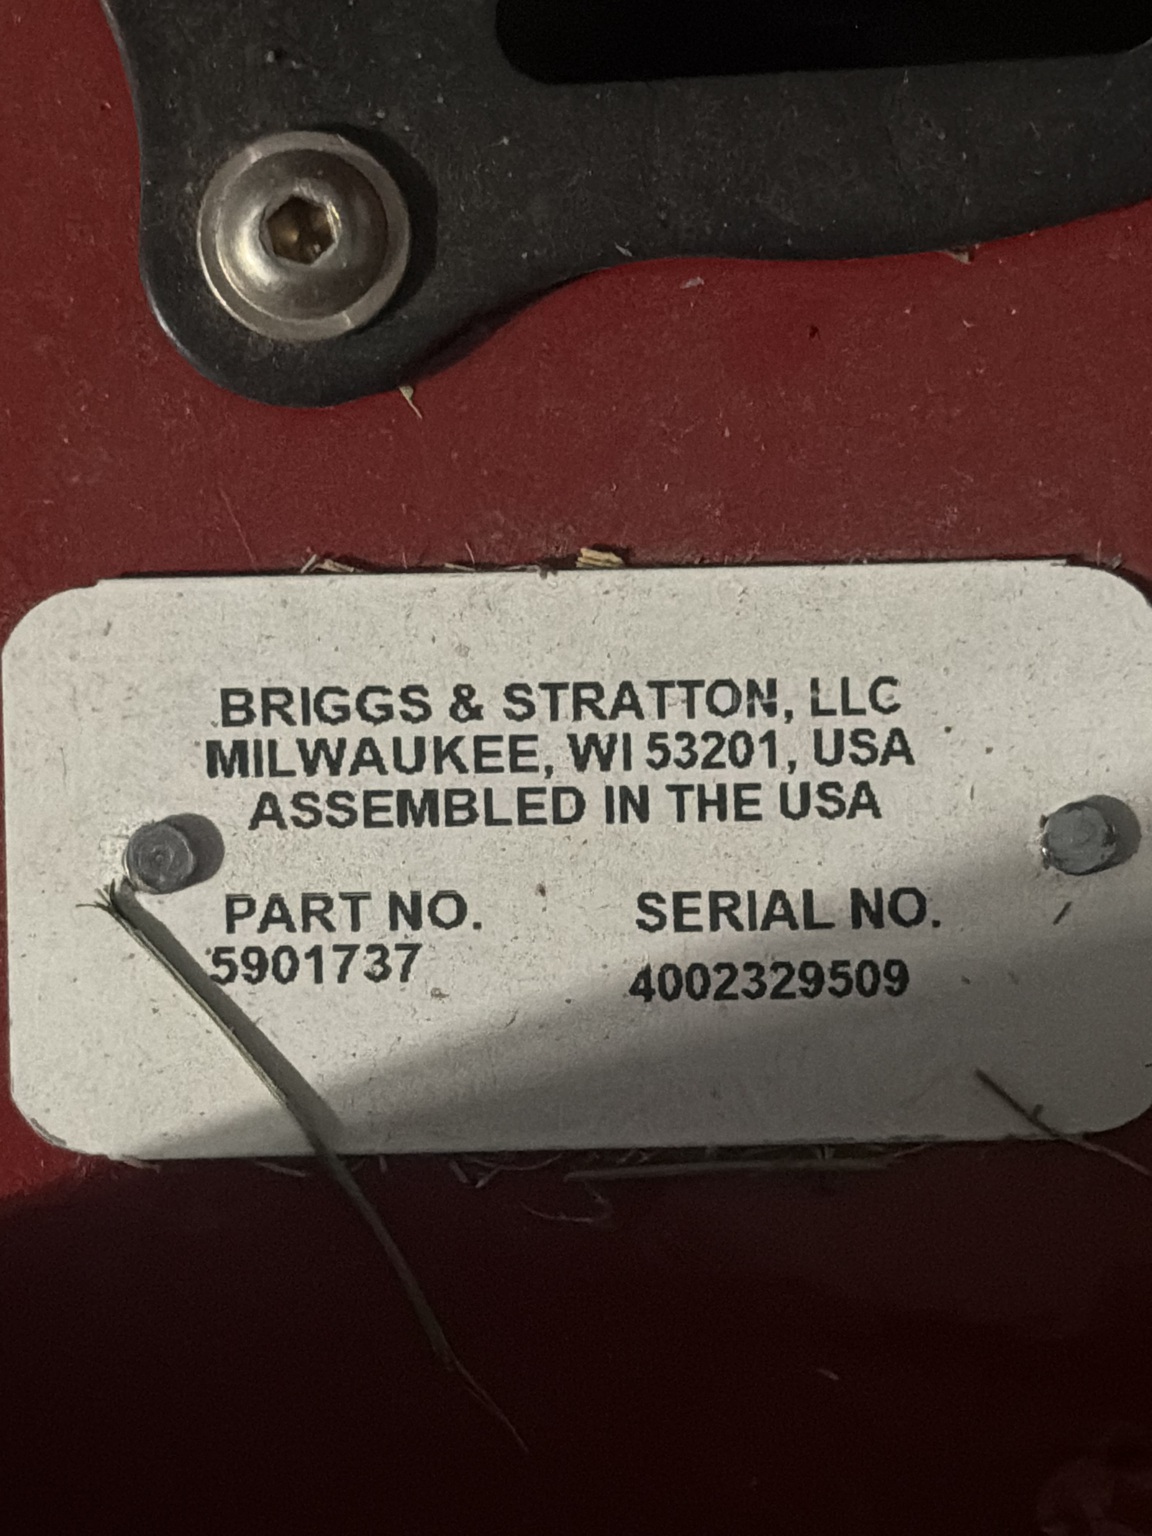 BRIGGS & STRATTON, LLC
MILWAUKEE, WI 53201, USA
ASSEMBLED IN THE USA
PART NO. SERIAL NO.
5901737 4002329509